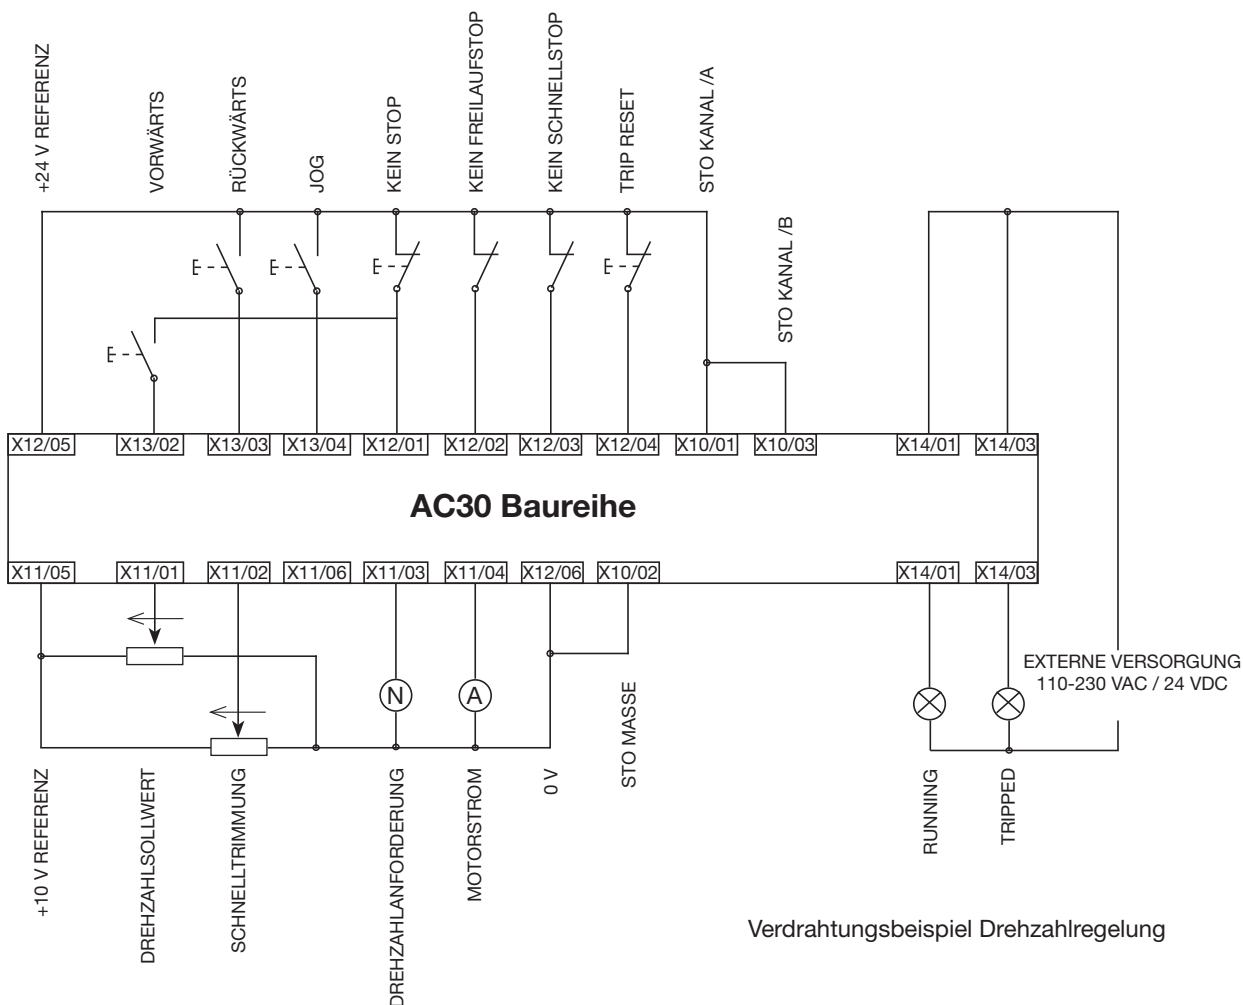 +24 V REFERENZ
VORWÄRTS
RÜCKWÄRTS
JOG
KEIN STOP
KEIN FREILAUFSTOP
KEIN SCHNELLSTOP
TRIP RESET
STO KANAL /A
STO KANAL /B
X12/05
X13/02
X13/03
X13/04
X12/01
X12/02
X12/03
X12/04
X10/01
X10/03
X14/01
X14/03
AC30 Baureihe
X11/05
X11/01
X11/02
X11/06
X11/03
X11/04
X12/06
X10/02
X14/01
X14/03
N
A
EXTERNE VERSORGUNG
110-230 VAC / 24 VDC
+10 V REFERENZ
DREHZAHLSOLLWERT
SCHNELLTRIMMUNG
DREHZAHLANFORDERUNG
MOTORSTROM
0 V
STO MASSE
RUNNING
TRIPPED
Verdrahtungsbeispiel Drehzahlregelung